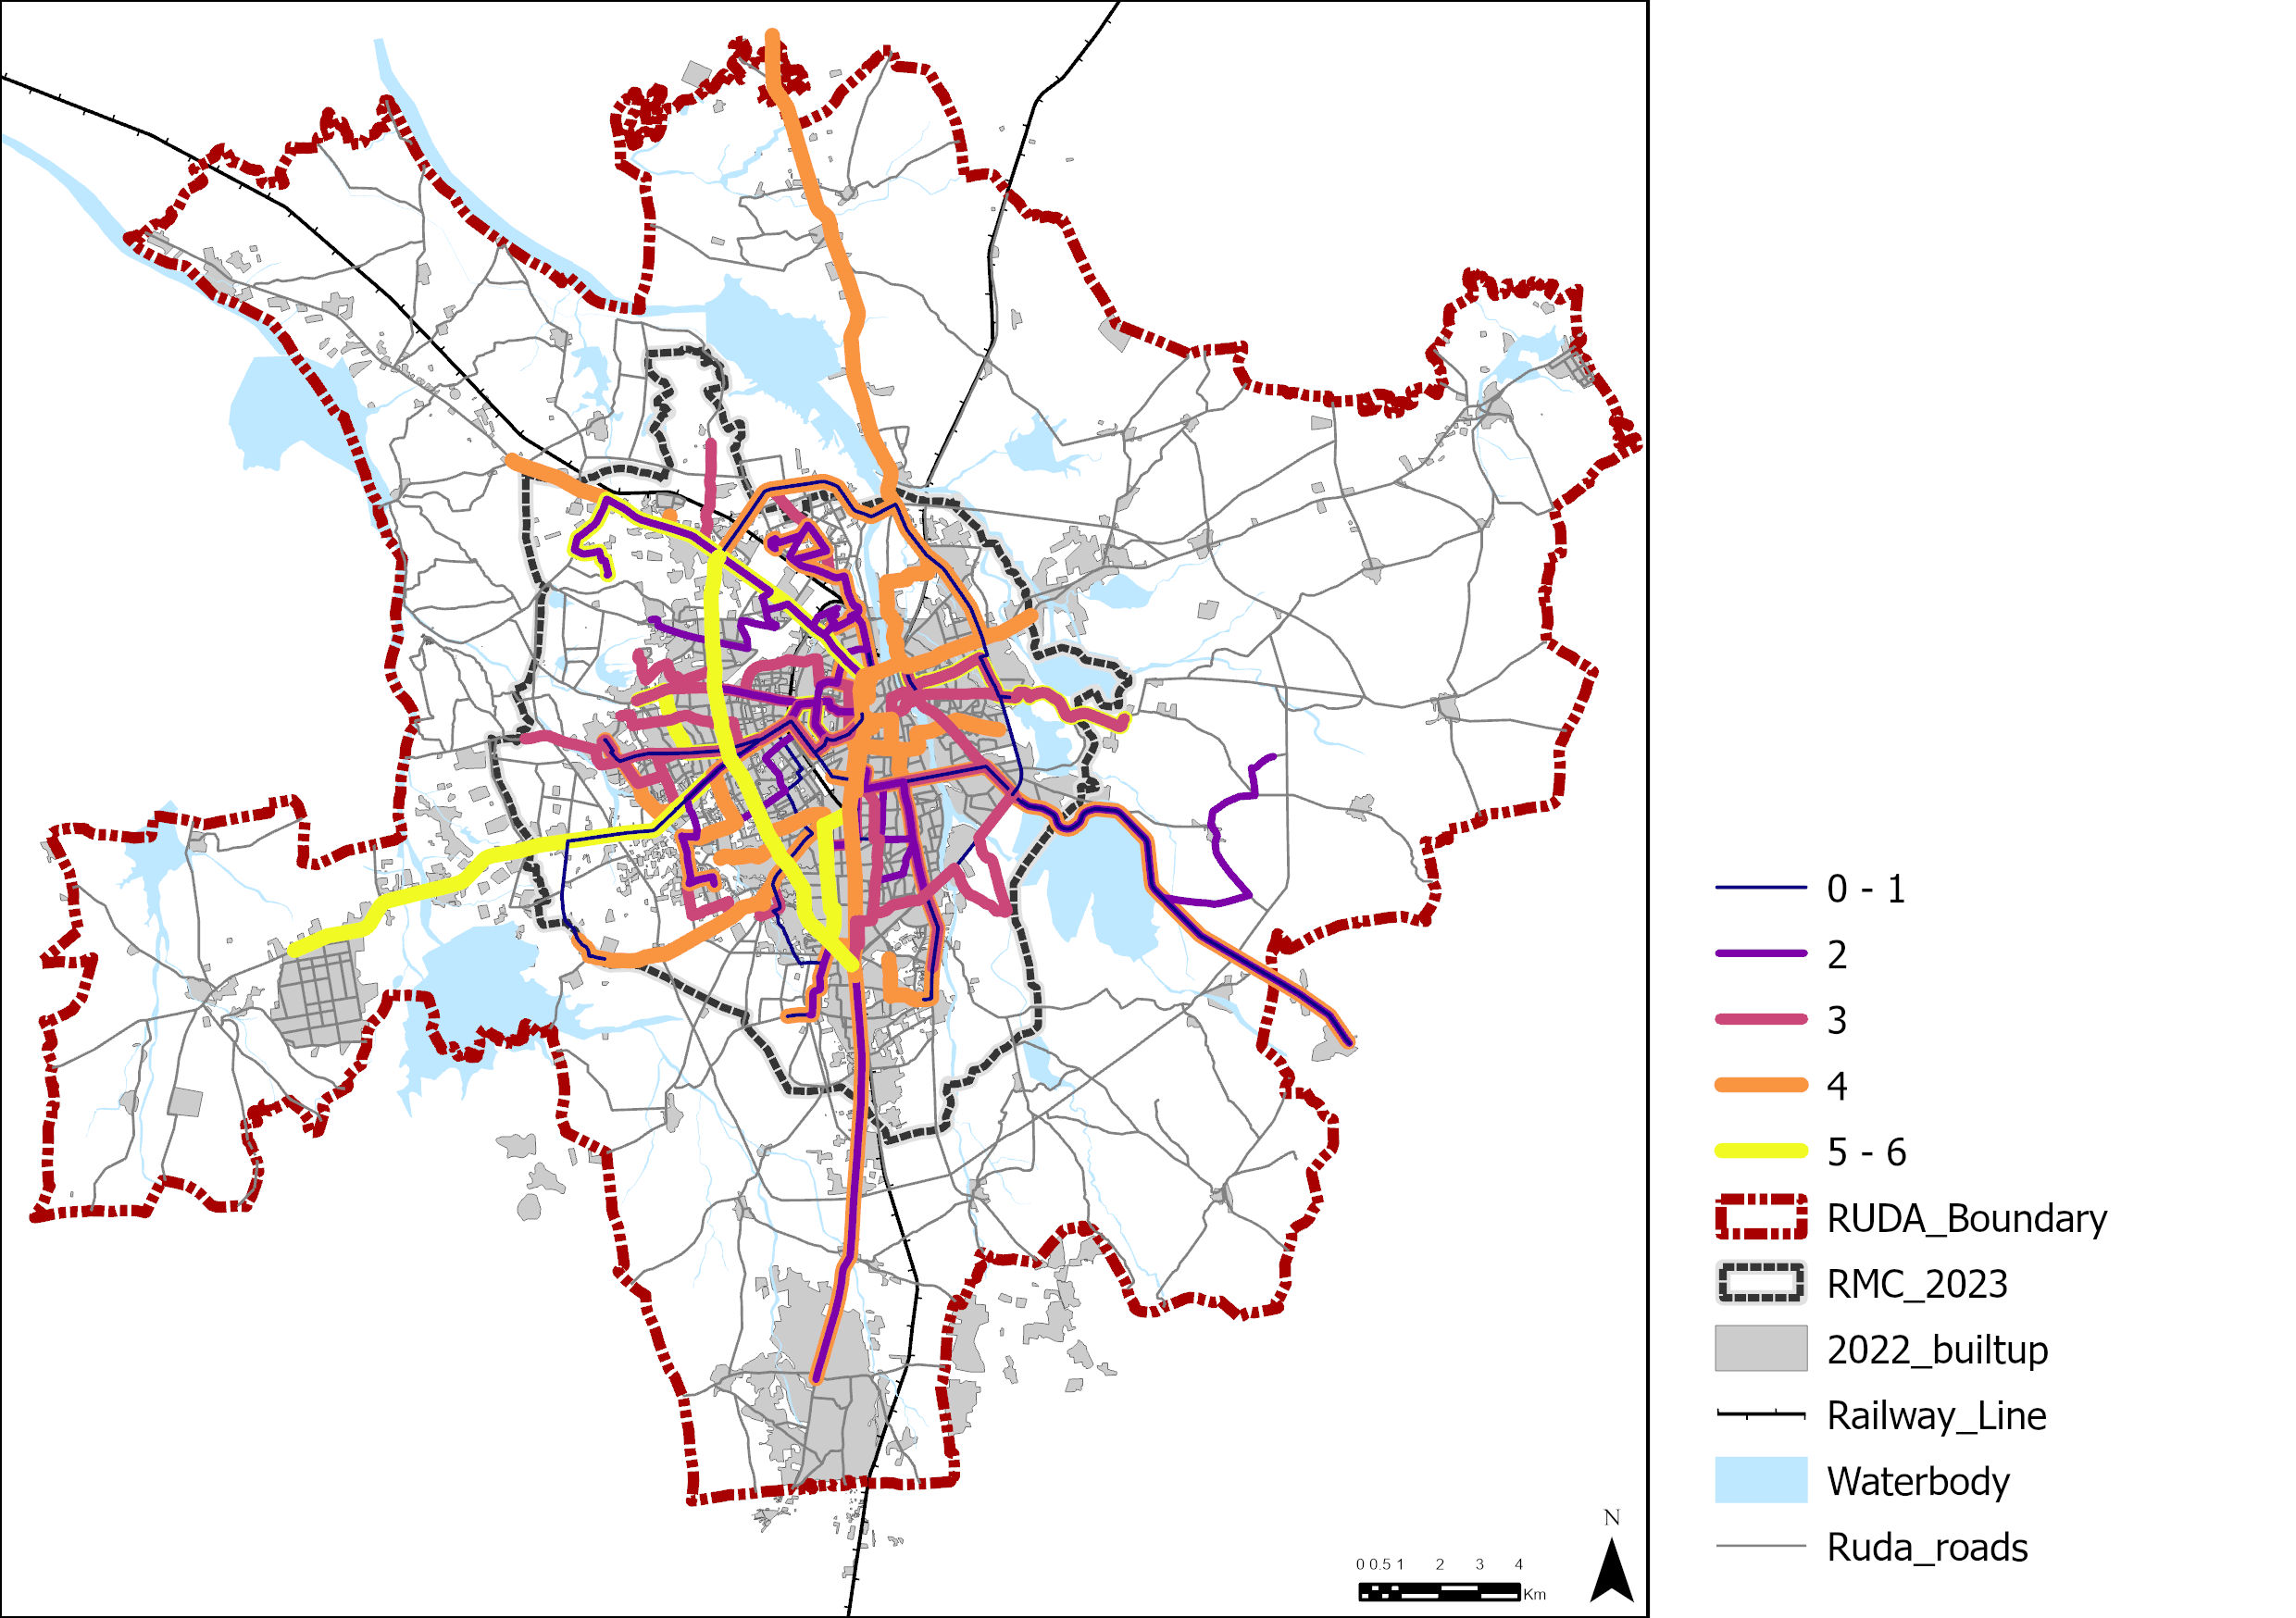 0 - 1
2
3
4
5 - 6
RUDA_Boundary
RMC_2023
2022_builtup
Railway_Line
Waterbody
Ruda_roads
N
0 0.5 1 2 3 4
Km